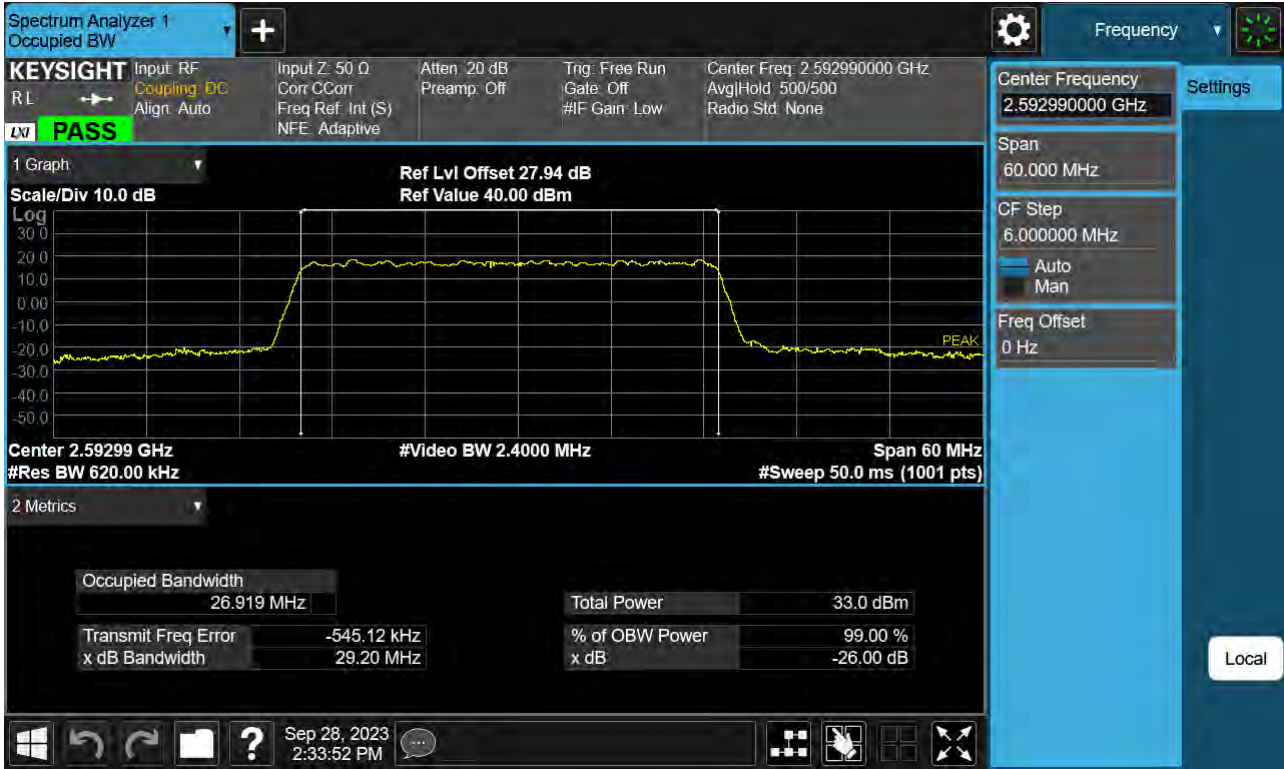 Spectrum Analyzer 1
Occupied BW
Frequency
KEYSIGHT
RL
LXI
PASS
Input: RF
Coupling: DC
Align: Auto
Input Z: 50 Ω
Corr CCorr
Freq Ref: Int (S)
NFE: Adaptive
Atten: 20 dB
Preamp: Off
Trig: Free Run
Gate: Off
#IF Gain: Low
Center Freq: 2.592990000 GHz
Avg|Hold: 500/500
Radio Std: None
1 Graph
Scale/Div 10.0 dB
Ref Lvl Offset 27.94 dB
Ref Value 40.00 dBm
Log
30.0
20.0
10.0
0.00
-10.0
-20.0
-30.0
-40.0
-50.0
PEAK
Center 2.59299 GHz
#Video BW 2.4000 MHz
Span 60 MHz
#Res BW 620.00 kHz
#Sweep 50.0 ms (1001 pts)
2 Metrics
Occupied Bandwidth
26.919 MHz
Transmit Freq Error -545.12 kHz
x dB Bandwidth 29.20 MHz
Total Power 33.0 dBm
% of OBW Power 99.00 %
x dB -26.00 dB
Center Frequency
2.592990000 GHz
Settings
Span
60.000 MHz
CF Step
6.000000 MHz
Auto
Man
Freq Offset
0 Hz
Local
?
Sep 28, 2023
2:33:52 PM